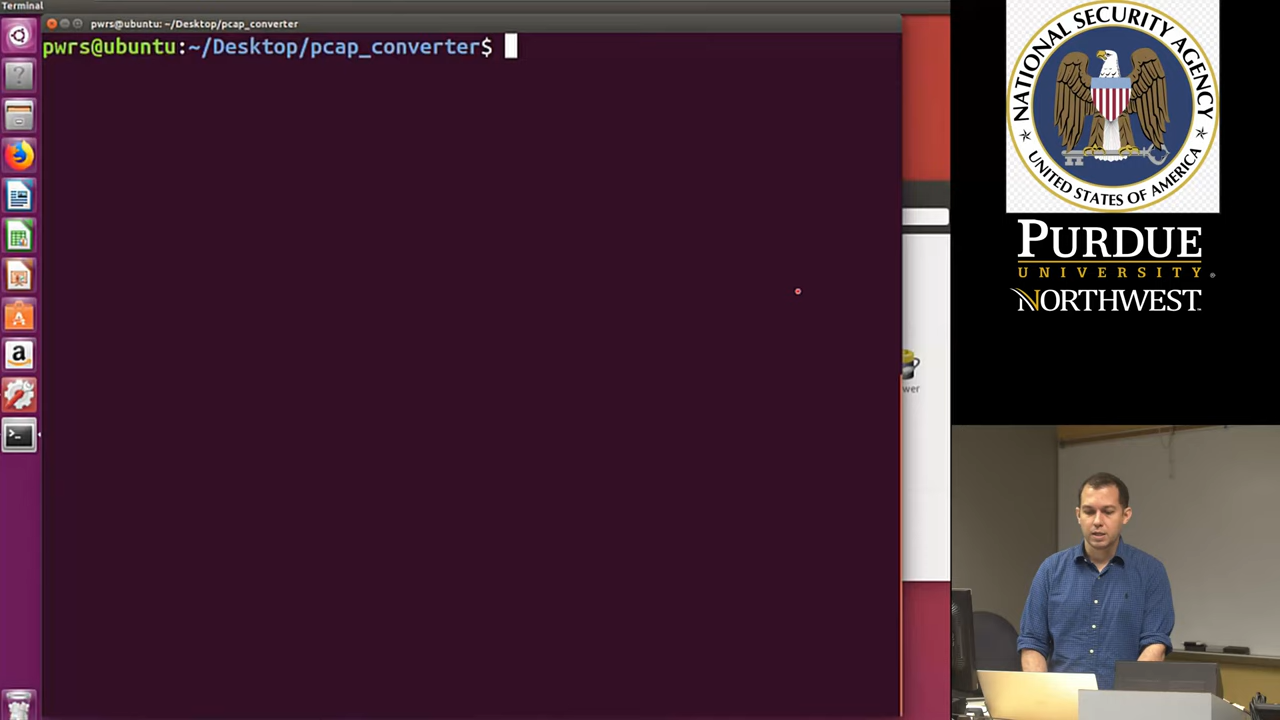 Terminal
pwrs@ubuntu: ~/Desktop/pcap_converter
pwrs@ubuntu:~/Desktop/pcap_converter$
wer
NATIONAL SECURITY AGENCY
UNITED STATES OF AMERICA
PURDUE
UNIVERSITY
NORTHWEST